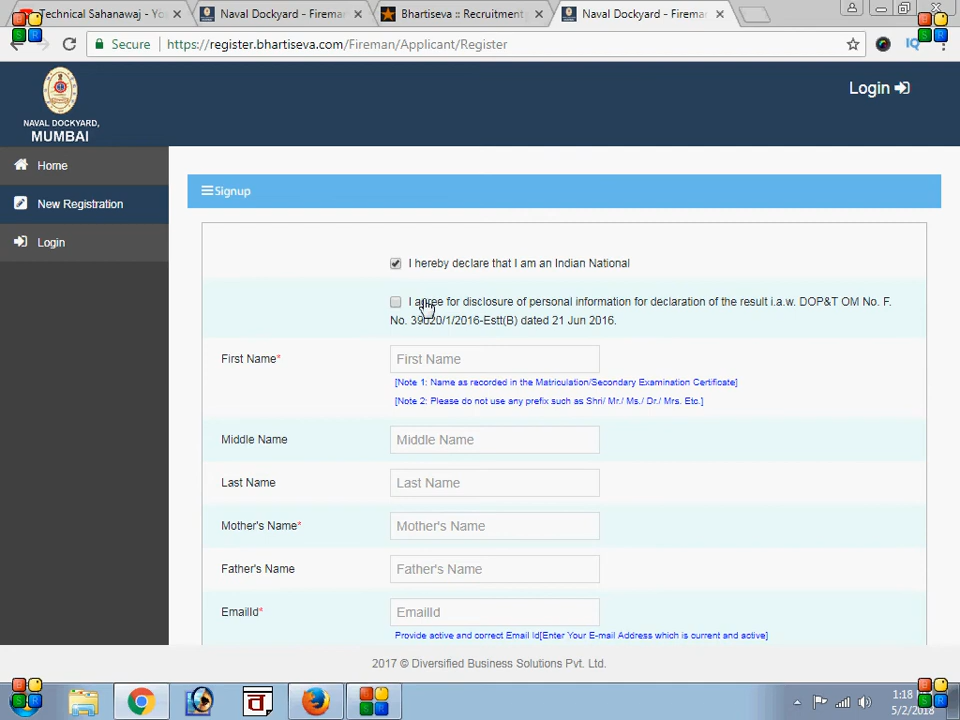 Technical Sahanawaj - Yo
Naval Dockyard - Fireman
Bhartiseva :: Recruitment
Naval Dockyard - Fireman
Secure
https://register.bhartiseva.com/Fireman/Applicant/Register
NAVAL DOCKYARD,
MUMBAI
Login
Home
New Registration
Login
Signup
I hereby declare that I am an Indian National
I agree for disclosure of personal information for declaration of the result i.a.w. DOP&T OM No. F.
No. 39020/1/2016-Estt(B) dated 21 Jun 2016.
First Name*
First Name
[Note 1: Name as recorded in the Matriculation/Secondary Examination Certificate]
[Note 2: Please do not use any prefix such as Shri/ Mr./ Ms./ Dr./ Mrs. Etc.]
Middle Name
Middle Name
Last Name
Last Name
Mother's Name*
Mother's Name
Father's Name
Father's Name
EmailId*
EmailId
Provide active and correct Email Id[Enter Your E-mail Address which is current and active]
2017 © Diversified Business Solutions Pvt. Ltd.
1:18